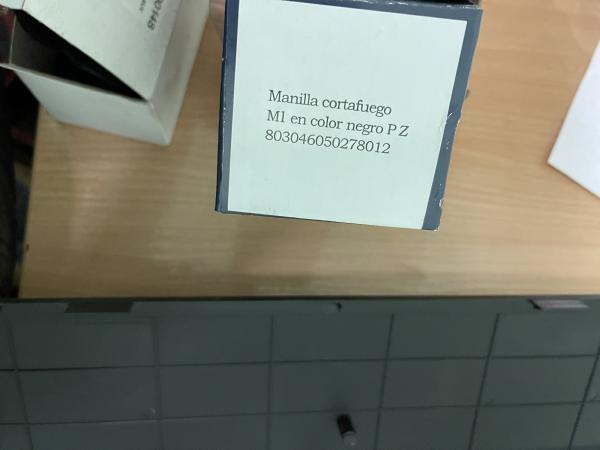 Manilla cortafuego
M1 en color negro P Z
803046050278012